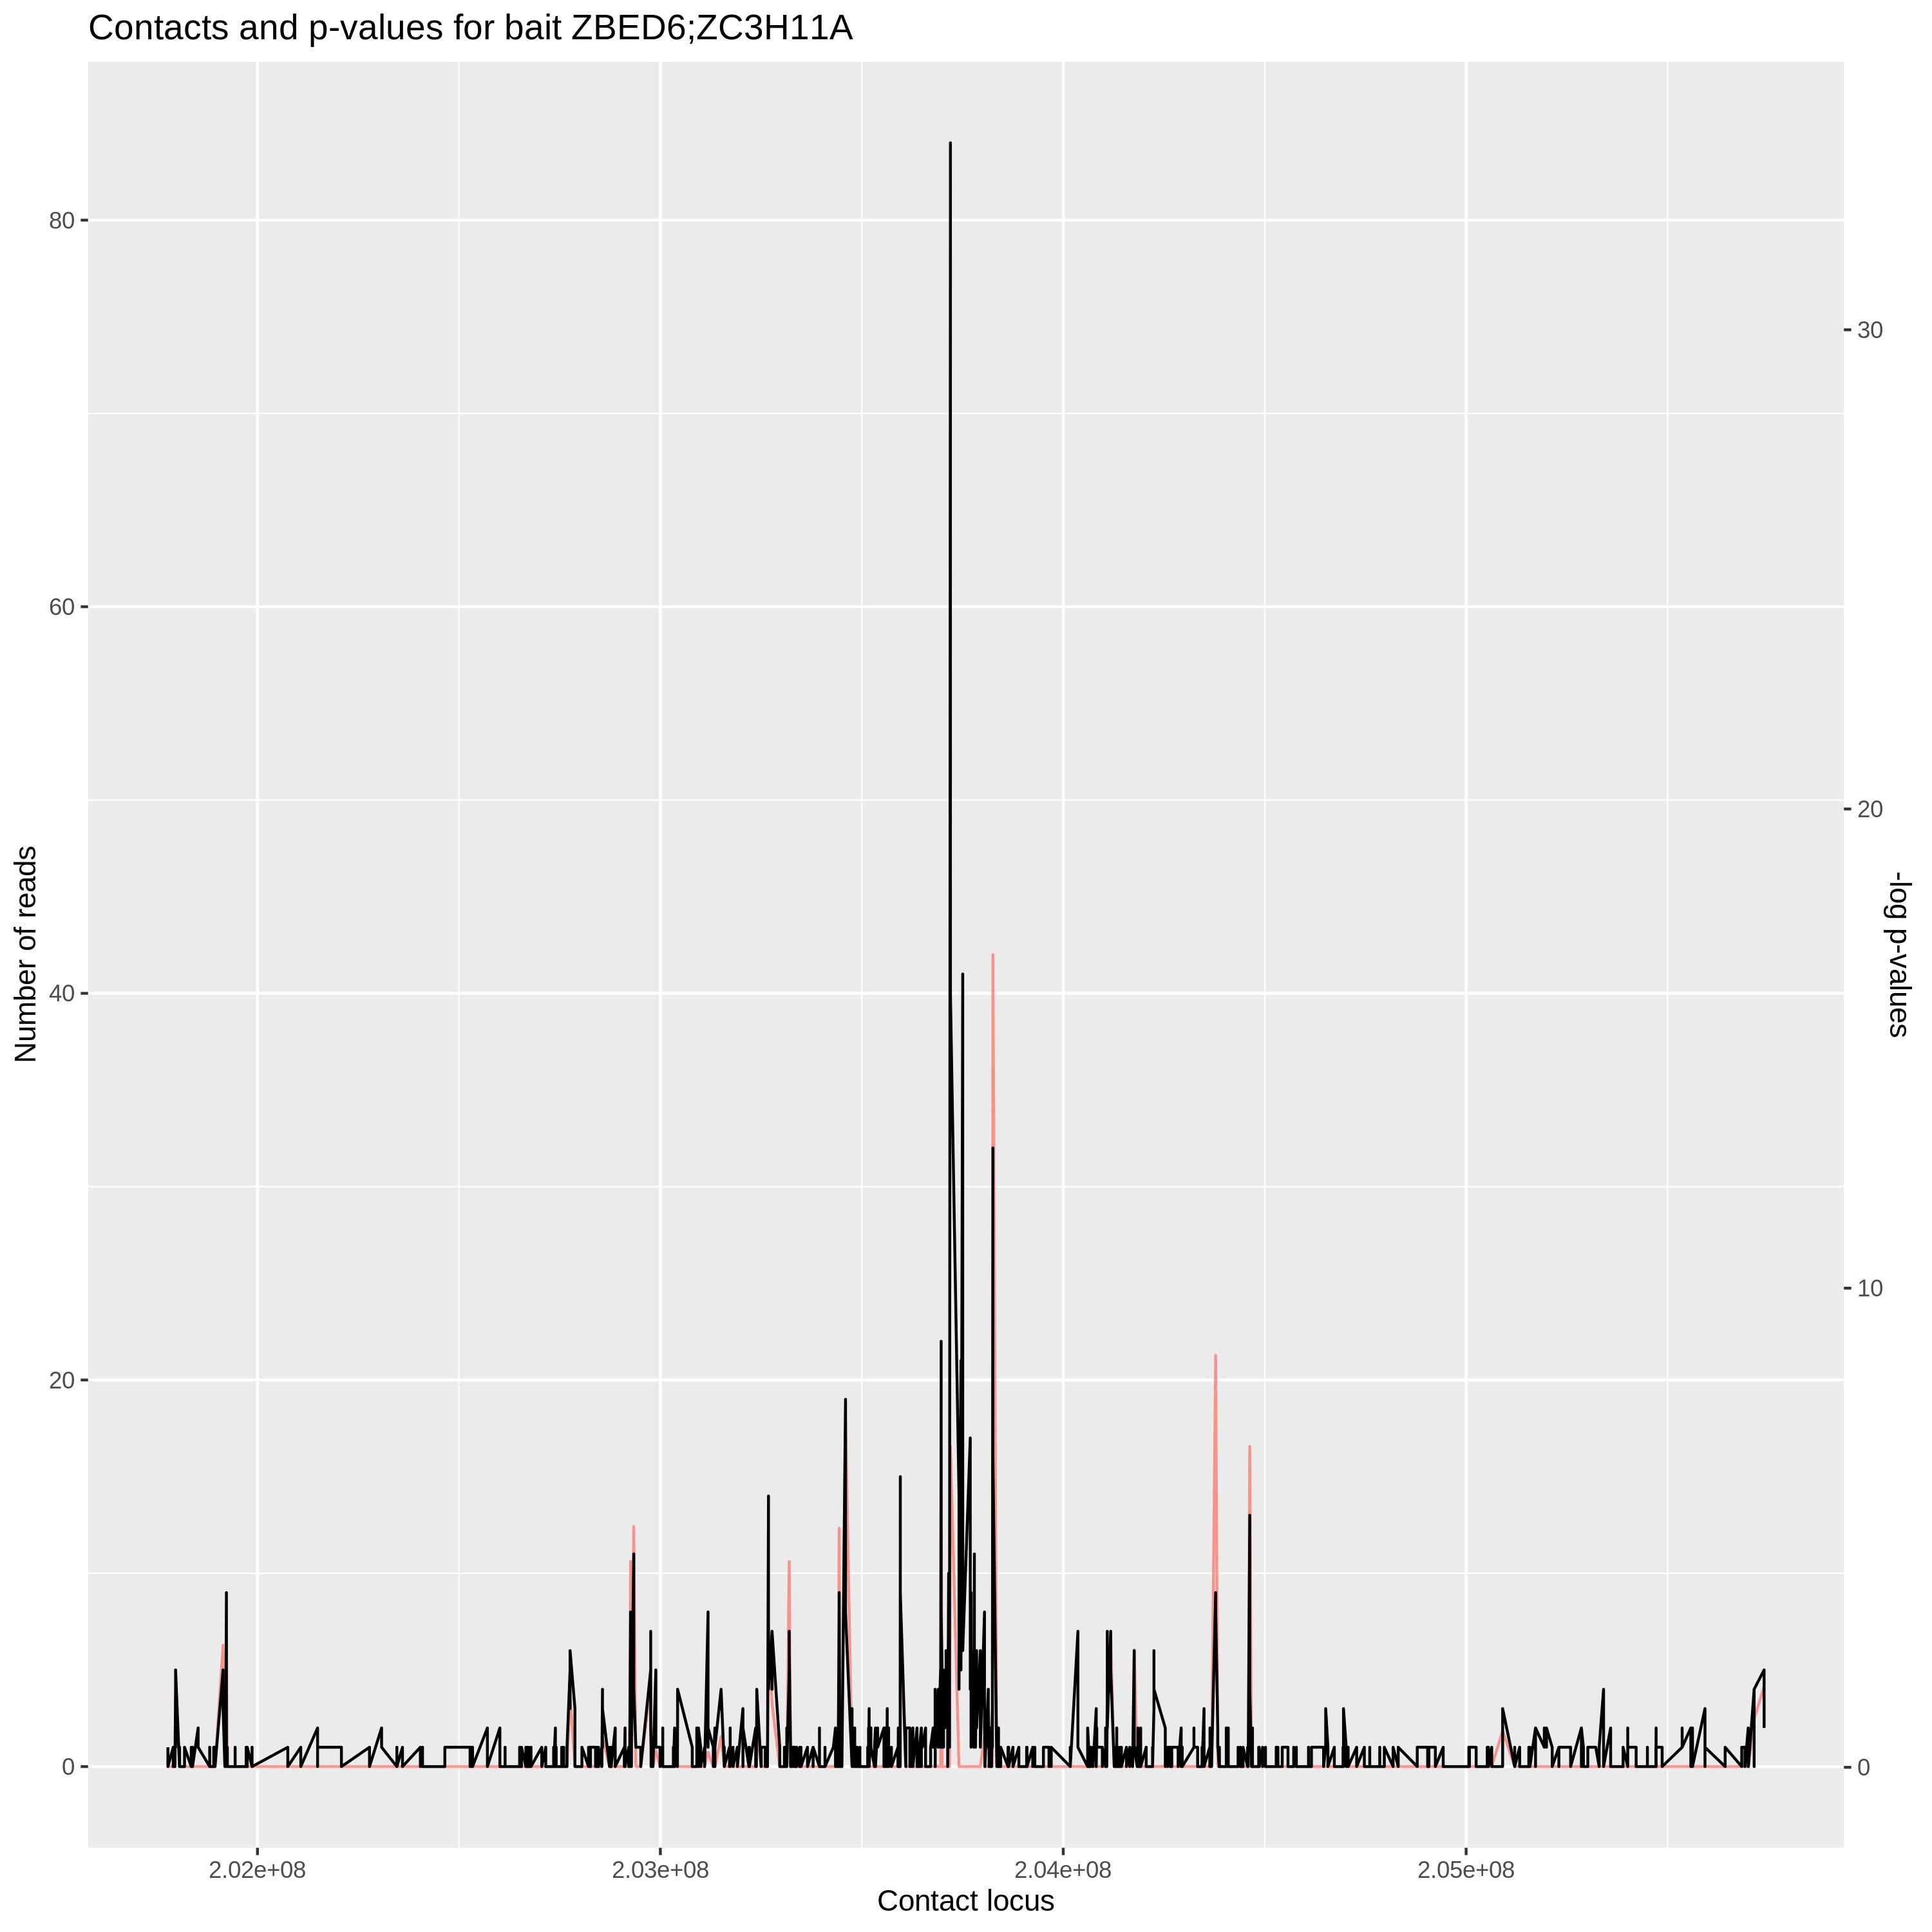 Contacts and p-values for bait ZBED6;ZC3H11A
80
60
40
20
0
Number of reads
30
20
10
0
-log p-values
2.02e+08
2.03e+08
2.04e+08
2.05e+08
Contact locus